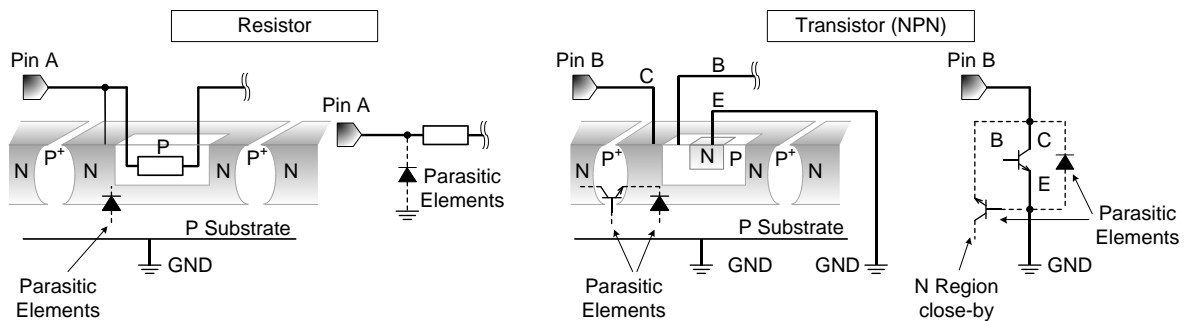 Resistor
Pin A
N
P+
N
P
N
P+
N
Parasitic
Elements
P Substrate
GND
Pin A
Parasitic
Elements
Transistor (NPN)
Pin B
C
B
E
N
P+
N
N
P
N
P+
N
P Substrate
Parasitic
Elements
GND
GND
Pin B
B
C
E
Parasitic
Elements
GND
N Region
close-by